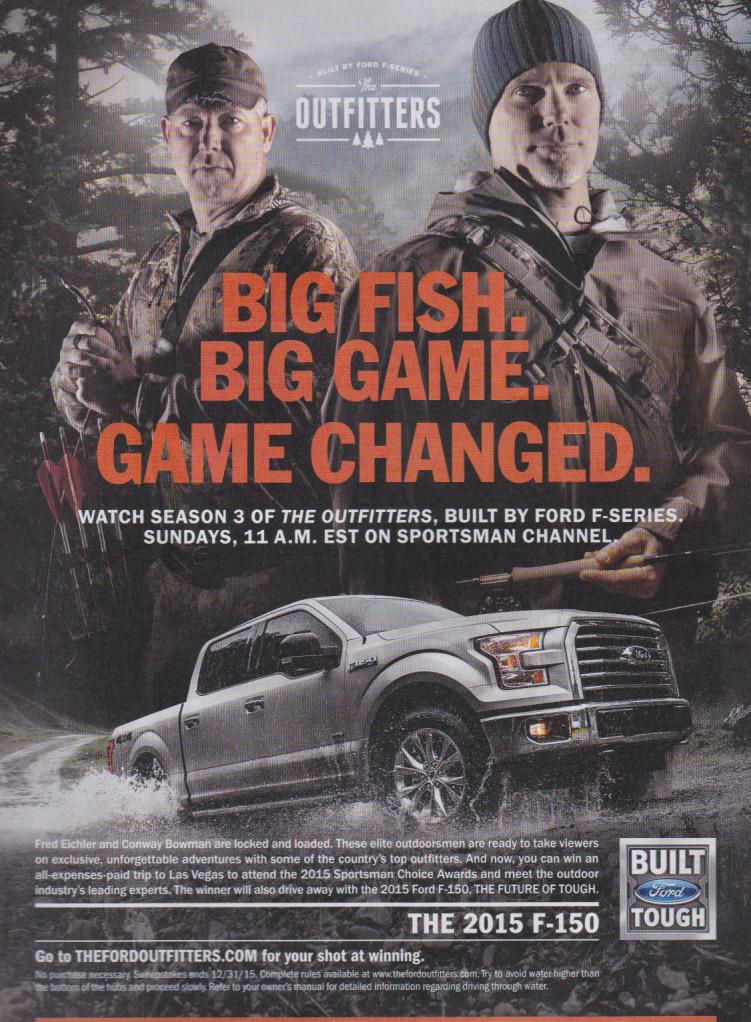 BUILT BY FORD F-SERIES
The
OUTFITTERS
BIG FISH.
BIG GAME.
GAME CHANGED.
WATCH SEASON 3 OF THE OUTFITTERS, BUILT BY FORD F-SERIES.
SUNDAYS, 11 A.M. EST ON SPORTSMAN CHANNEL.
F-150
Ford
4x4
Fred Eichler and Conway Bowman are locked and loaded. These elite outdoorsmen are ready to take viewers
on exclusive, unforgettable adventures with some of the country's top outfitters. And now, you can win an
all-expenses-paid trip to Las Vegas to attend the 2015 Sportsman Choice Awards and meet the outdoor
industry's leading experts. The winner will also drive away with the 2015 Ford F-150. THE FUTURE OF TOUGH.
BUILT
Ford
TOUGH
THE 2015 F-150
Go to THEFORDOUTFITTERS.COM for your shot at winning.
No purchase necessary. Sweepstakes ends 12/31/15. Complete rules available at www.thefordoutfitters.com. Try to avoid water higher than
the bottom of the hubs and proceed slowly. Refer to your owner's manual for detailed information regarding driving through water.